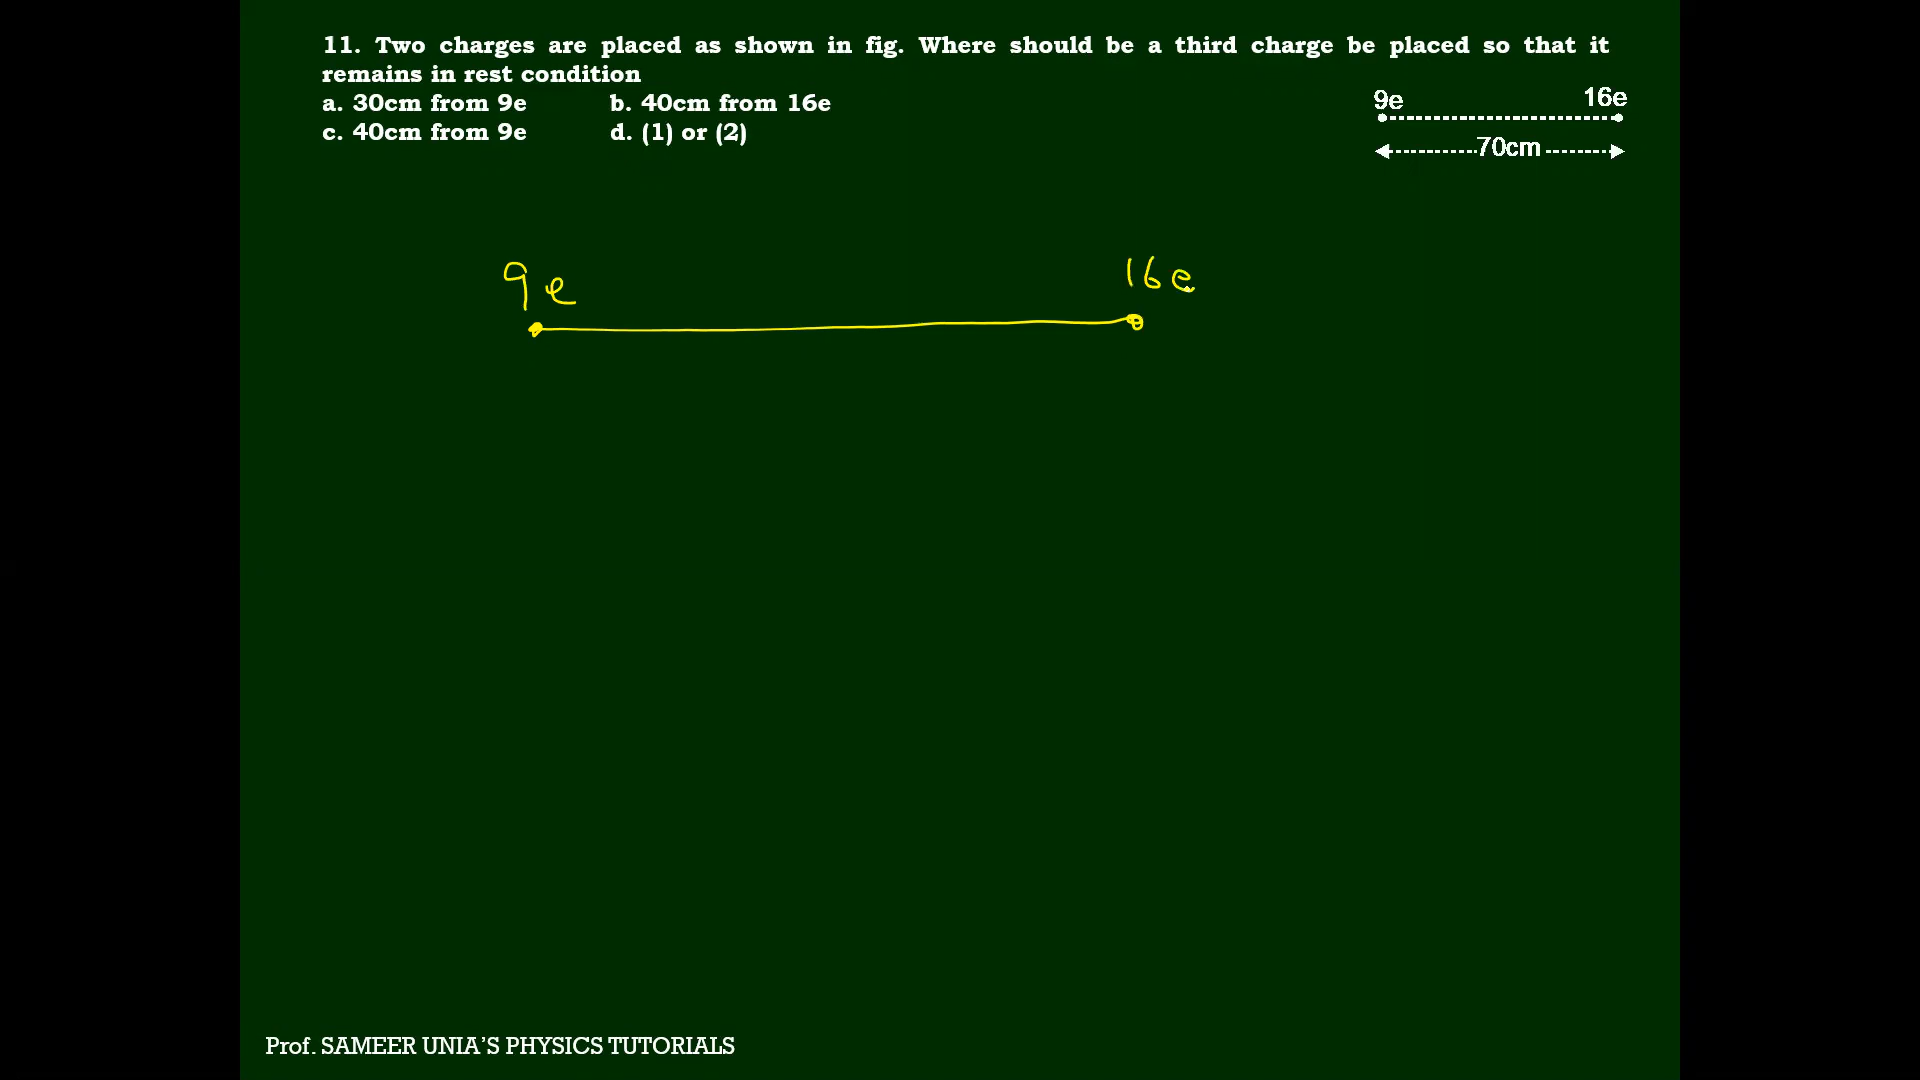 11. Two charges are placed as shown in fig. Where should be a third charge be placed so that it
remains in rest condition
a. 30cm from 9e b. 40cm from 16e
c. 40cm from 9e d. (1) or (2)
9e 16e
70cm
9e 16e
Prof. SAMEER UNIA'S PHYSICS TUTORIALS